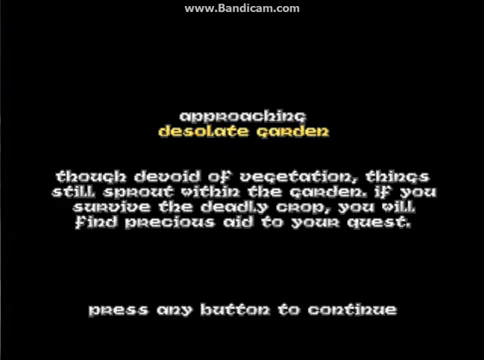 www.Bandicam.com
approaching
desolate garden
though devoid of vegetation, things
still sprout within the garden. if you
survive the deadly crop, you will
find precious aid to your quest.
press any button to continue